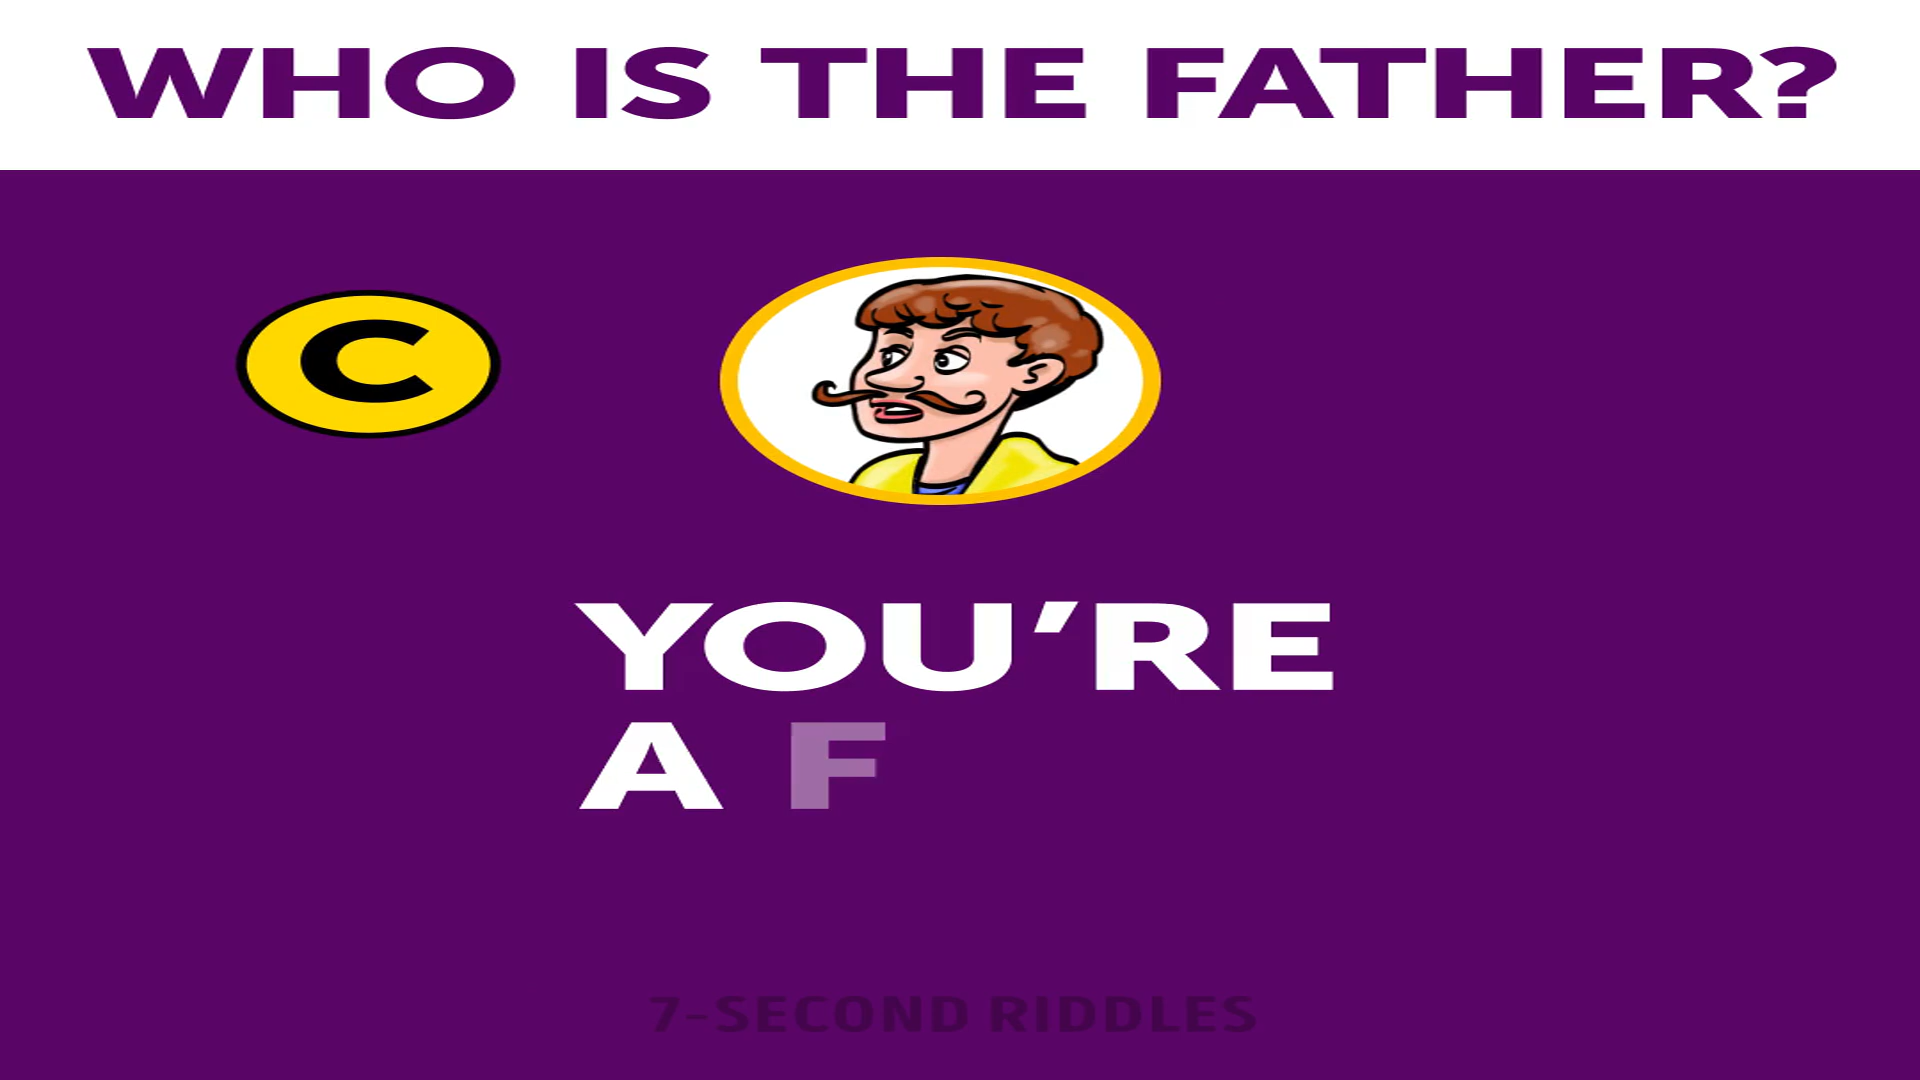 WHO IS THE FATHER?
C
YOU’RE
A F
7-SECOND RIDDLES